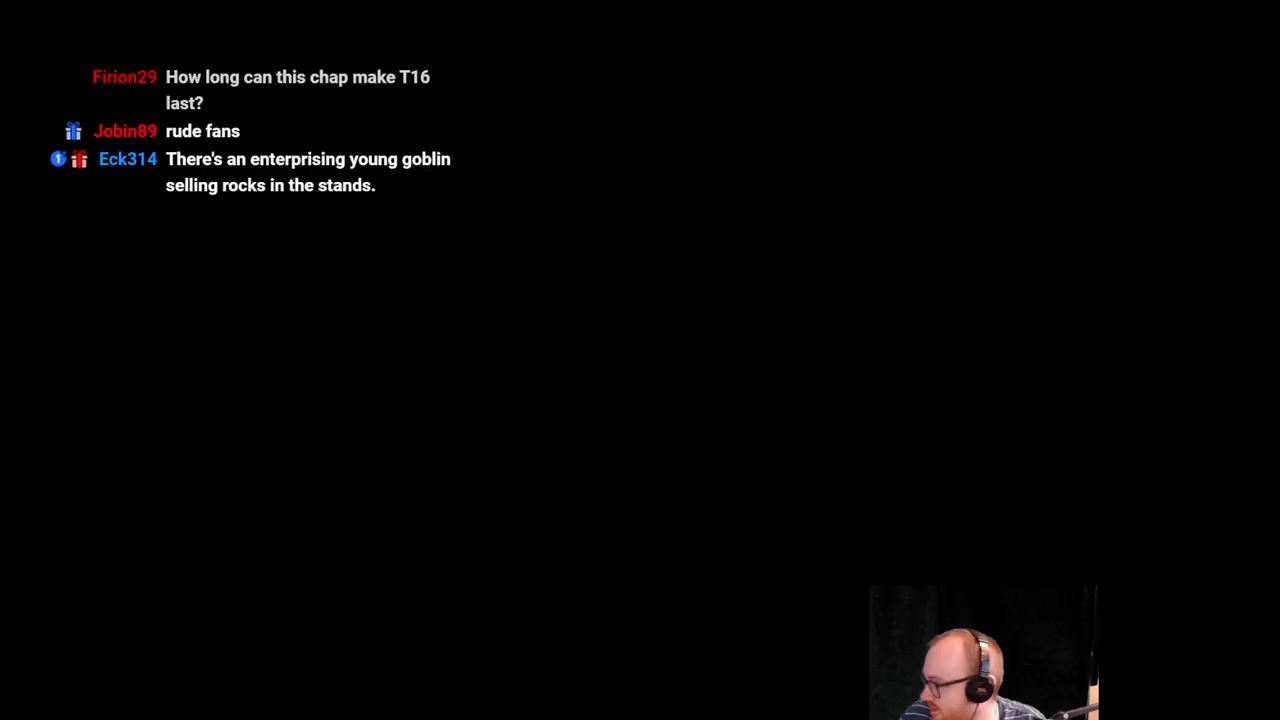 Firion29 How long can this chap make T16
last?
Jobin89 rude fans
1 Eck314 There's an enterprising young goblin
selling rocks in the stands.